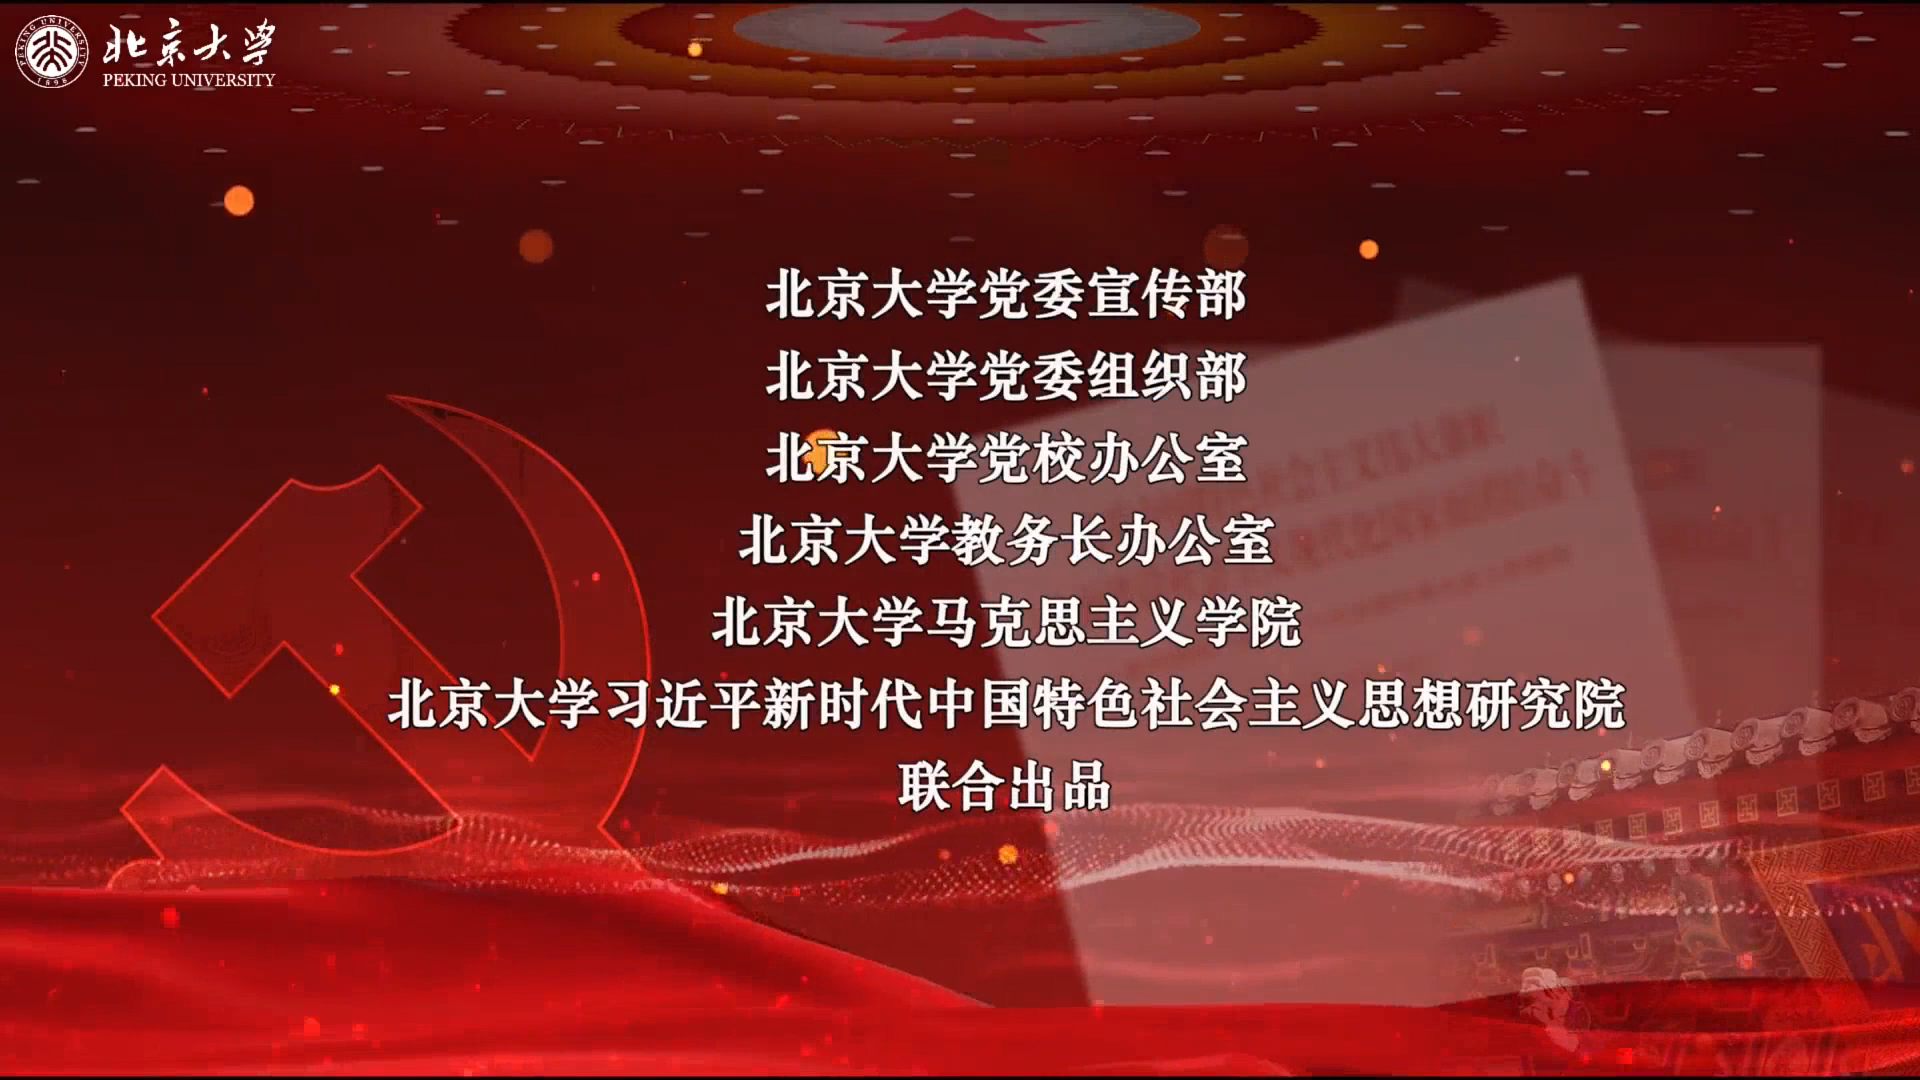 北京大学
PEKING UNIVERSITY
北京大学党委宣传部
北京大学党委组织部
北京大学党校办公室
北京大学教务长办公室
北京大学马克思主义学院
北京大学习近平新时代中国特色社会主义思想研究院
联合出品